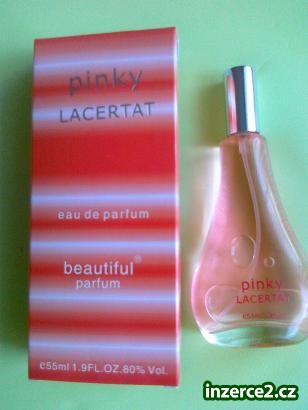 pinky
LACERTAT
eau de parfum
beautiful®
parfum
e55ml 1.9FL.OZ.80% Vol.
pinky
LACERTAT
inzerce2.cz